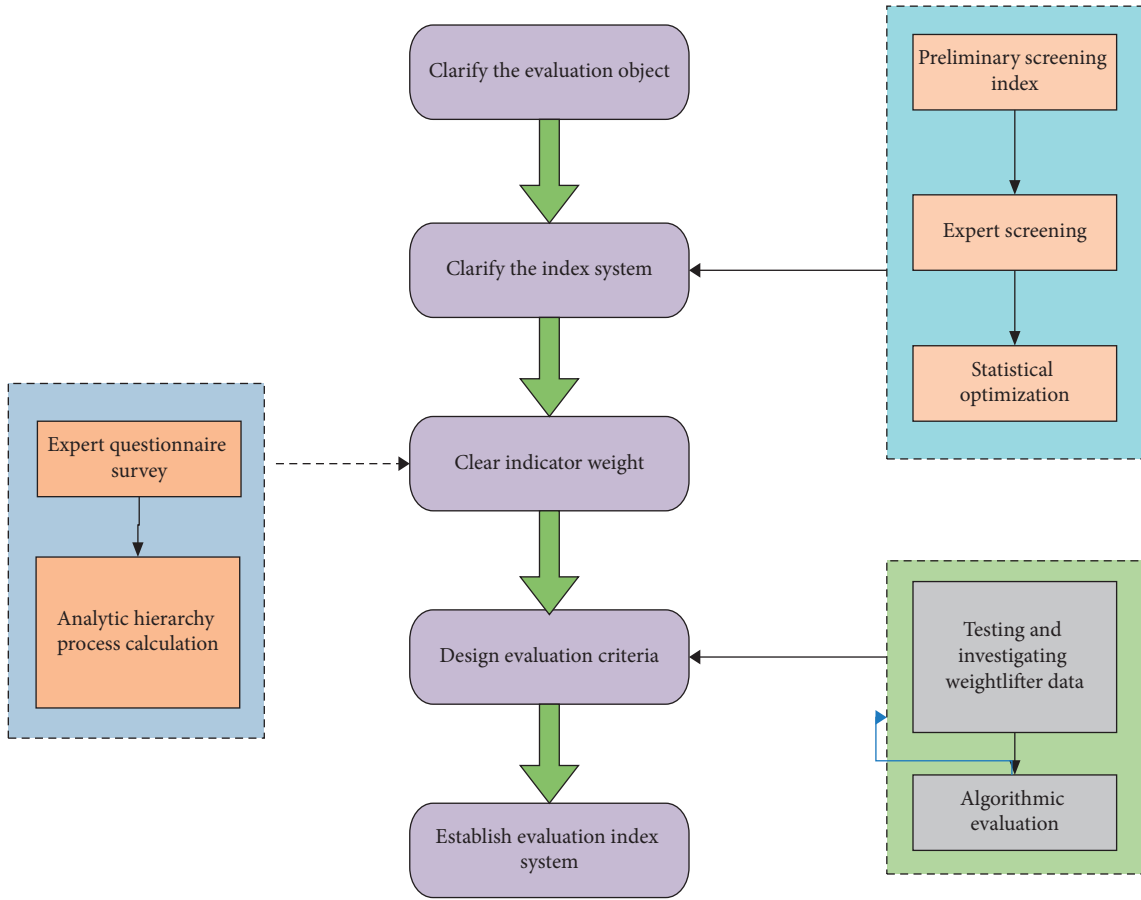 Clarify the evaluation object
Clarify the index system
Clear indicator weight
Design evaluation criteria
Establish evaluation index
system
Preliminary screening
index
Expert screening
Statistical
optimization
Expert questionnaire
survey
Analytic hierarchy
process calculation
Testing and
investigating
weightlifter data
Algorithmic
evaluation